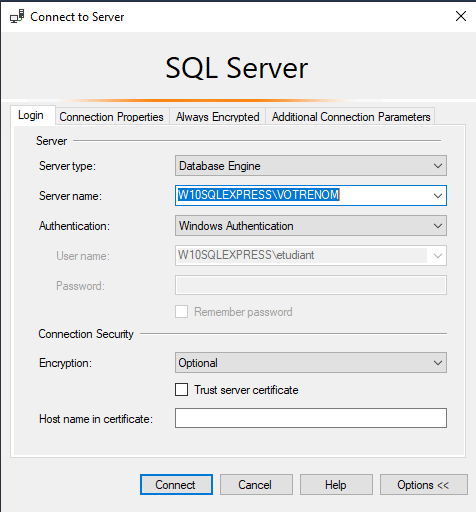 Connect to Server
SQL Server
Login Connection Properties Always Encrypted Additional Connection Parameters
Server
Server type: Database Engine
Server name: W10SQLEXPRESS\VOTRENOM
Authentication: Windows Authentication
User name: W10SQLEXPRESS\etudiant
Password:
Remember password
Connection Security
Encryption: Optional
Trust server certificate
Host name in certificate:
Connect Cancel Help Options <<